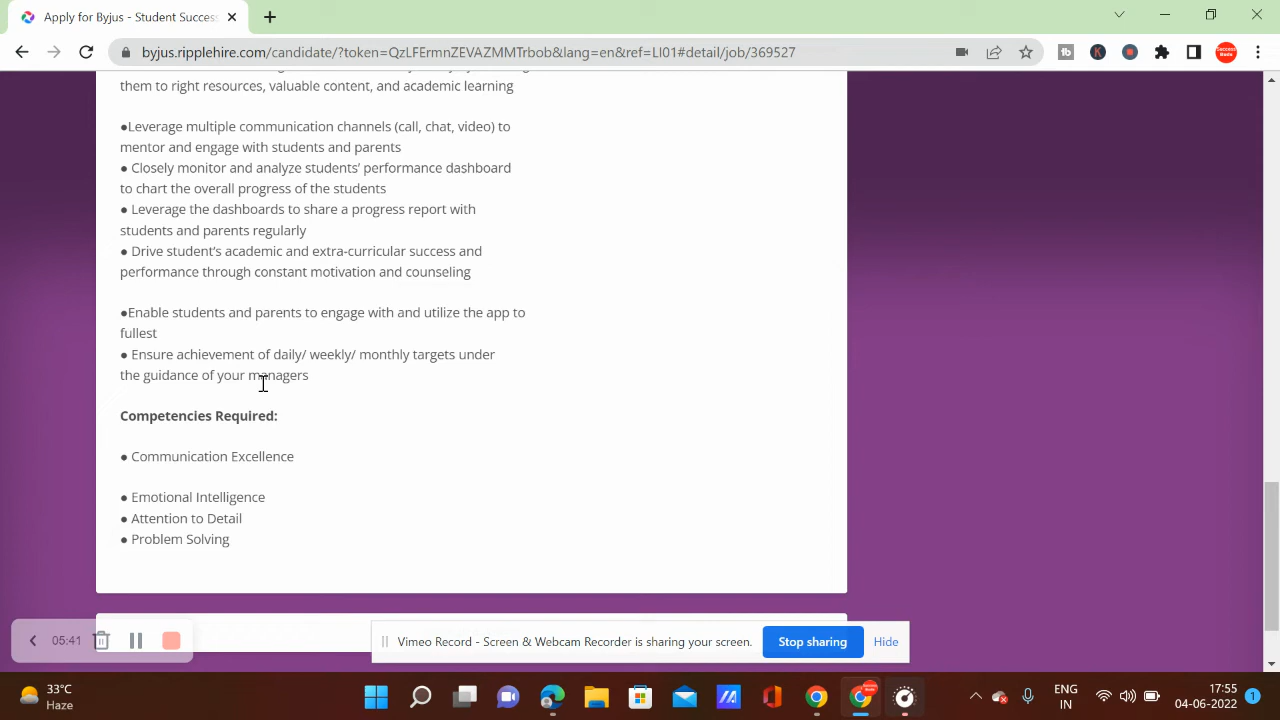 Apply for Byjus - Student Succes
byjus.ripplehire.com/candidate/?token=QzLFErmnZEVAZMMTrbob&lang=en&ref=LI01#detail/job/369527
them to right resources, valuable content, and academic learning
●Leverage multiple communication channels (call, chat, video) to
mentor and engage with students and parents
● Closely monitor and analyze students’ performance dashboard
to chart the overall progress of the students
● Leverage the dashboards to share a progress report with
students and parents regularly
● Drive student’s academic and extra-curricular success and
performance through constant motivation and counseling
●Enable students and parents to engage with and utilize the app to
fullest
● Ensure achievement of daily/ weekly/ monthly targets under
the guidance of your managers
Competencies Required:
● Communication Excellence
● Emotional Intelligence
● Attention to Detail
● Problem Solving
05:41
Vimeo Record - Screen & Webcam Recorder is sharing your screen.
Stop sharing
Hide
33°C
Haze
ENG
IN
17:55
04-06-2022
1